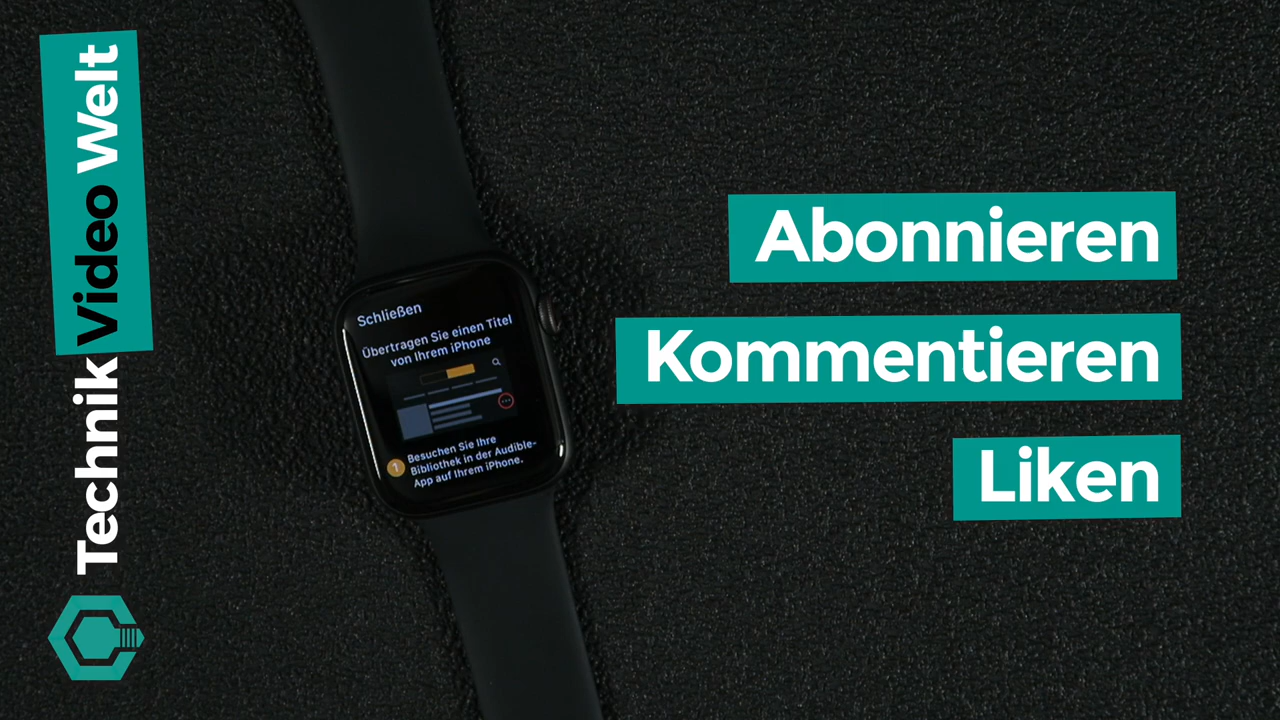 Technik Video Welt
Abonnieren
Kommentieren
Liken
Schließen
Übertragen Sie einen Titel
von Ihrem iPhone
1 Besuchen Sie Ihre
Bibliothek in der Audible-
App auf Ihrem iPhone.